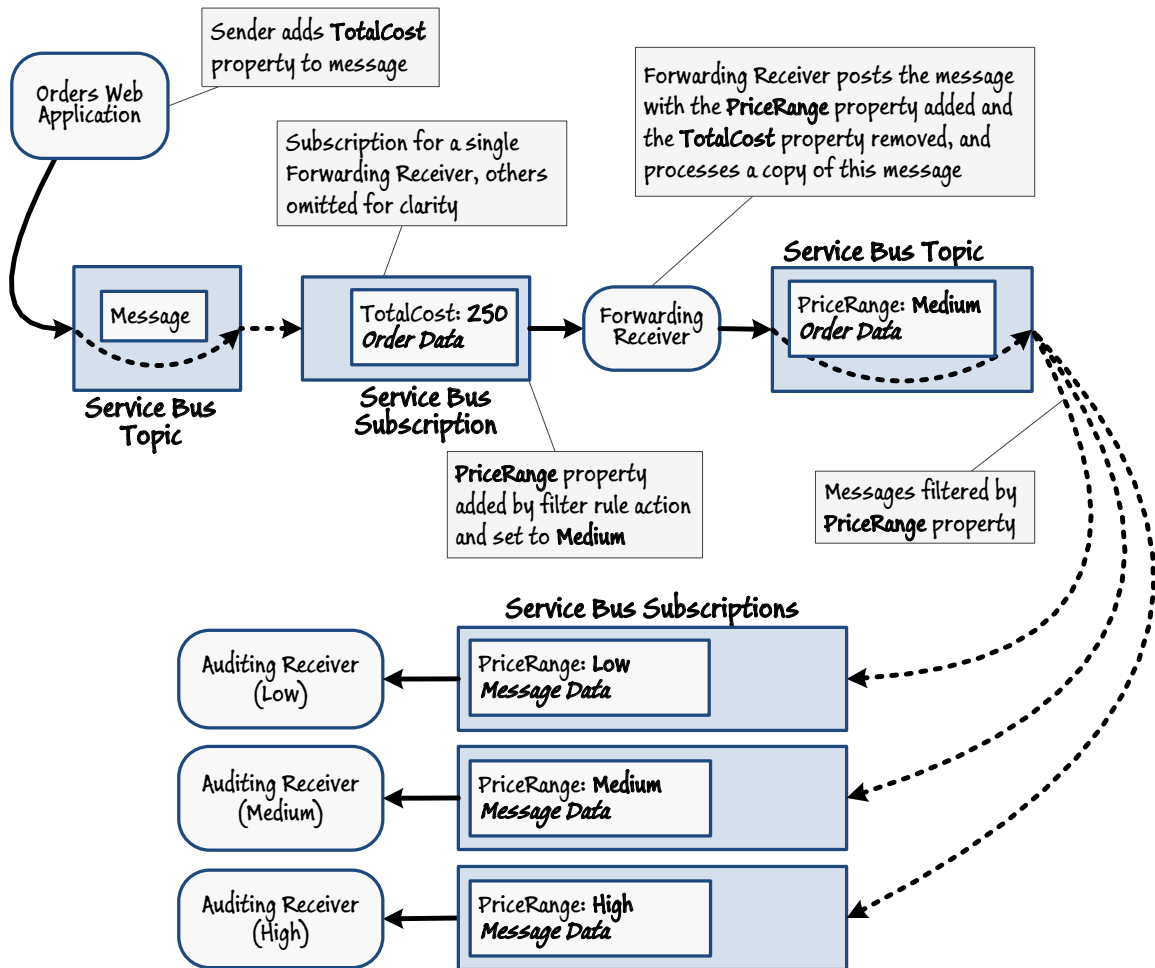 Sender adds TotalCost
property to message
Orders Web
Application
Forwarding Receiver posts the message
with the PriceRange property added and
the TotalCost property removed, and
processes a copy of this message
Subscription for a single
Forwarding Receiver, others
omitted for clarity
Service Bus Topic
Message
TotalCost: 250
Order Data
Forwarding
Receiver
PriceRange: Medium
Order Data
Service Bus
Topic
Service Bus
Subscription
PriceRange property
added by filter rule action
and set to Medium
Messages filtered by
PriceRange property
Service Bus Subscriptions
Auditing Receiver
(Low)
PriceRange: Low
Message Data
Auditing Receiver
(Medium)
PriceRange: Medium
Message Data
Auditing Receiver
(High)
PriceRange: High
Message Data